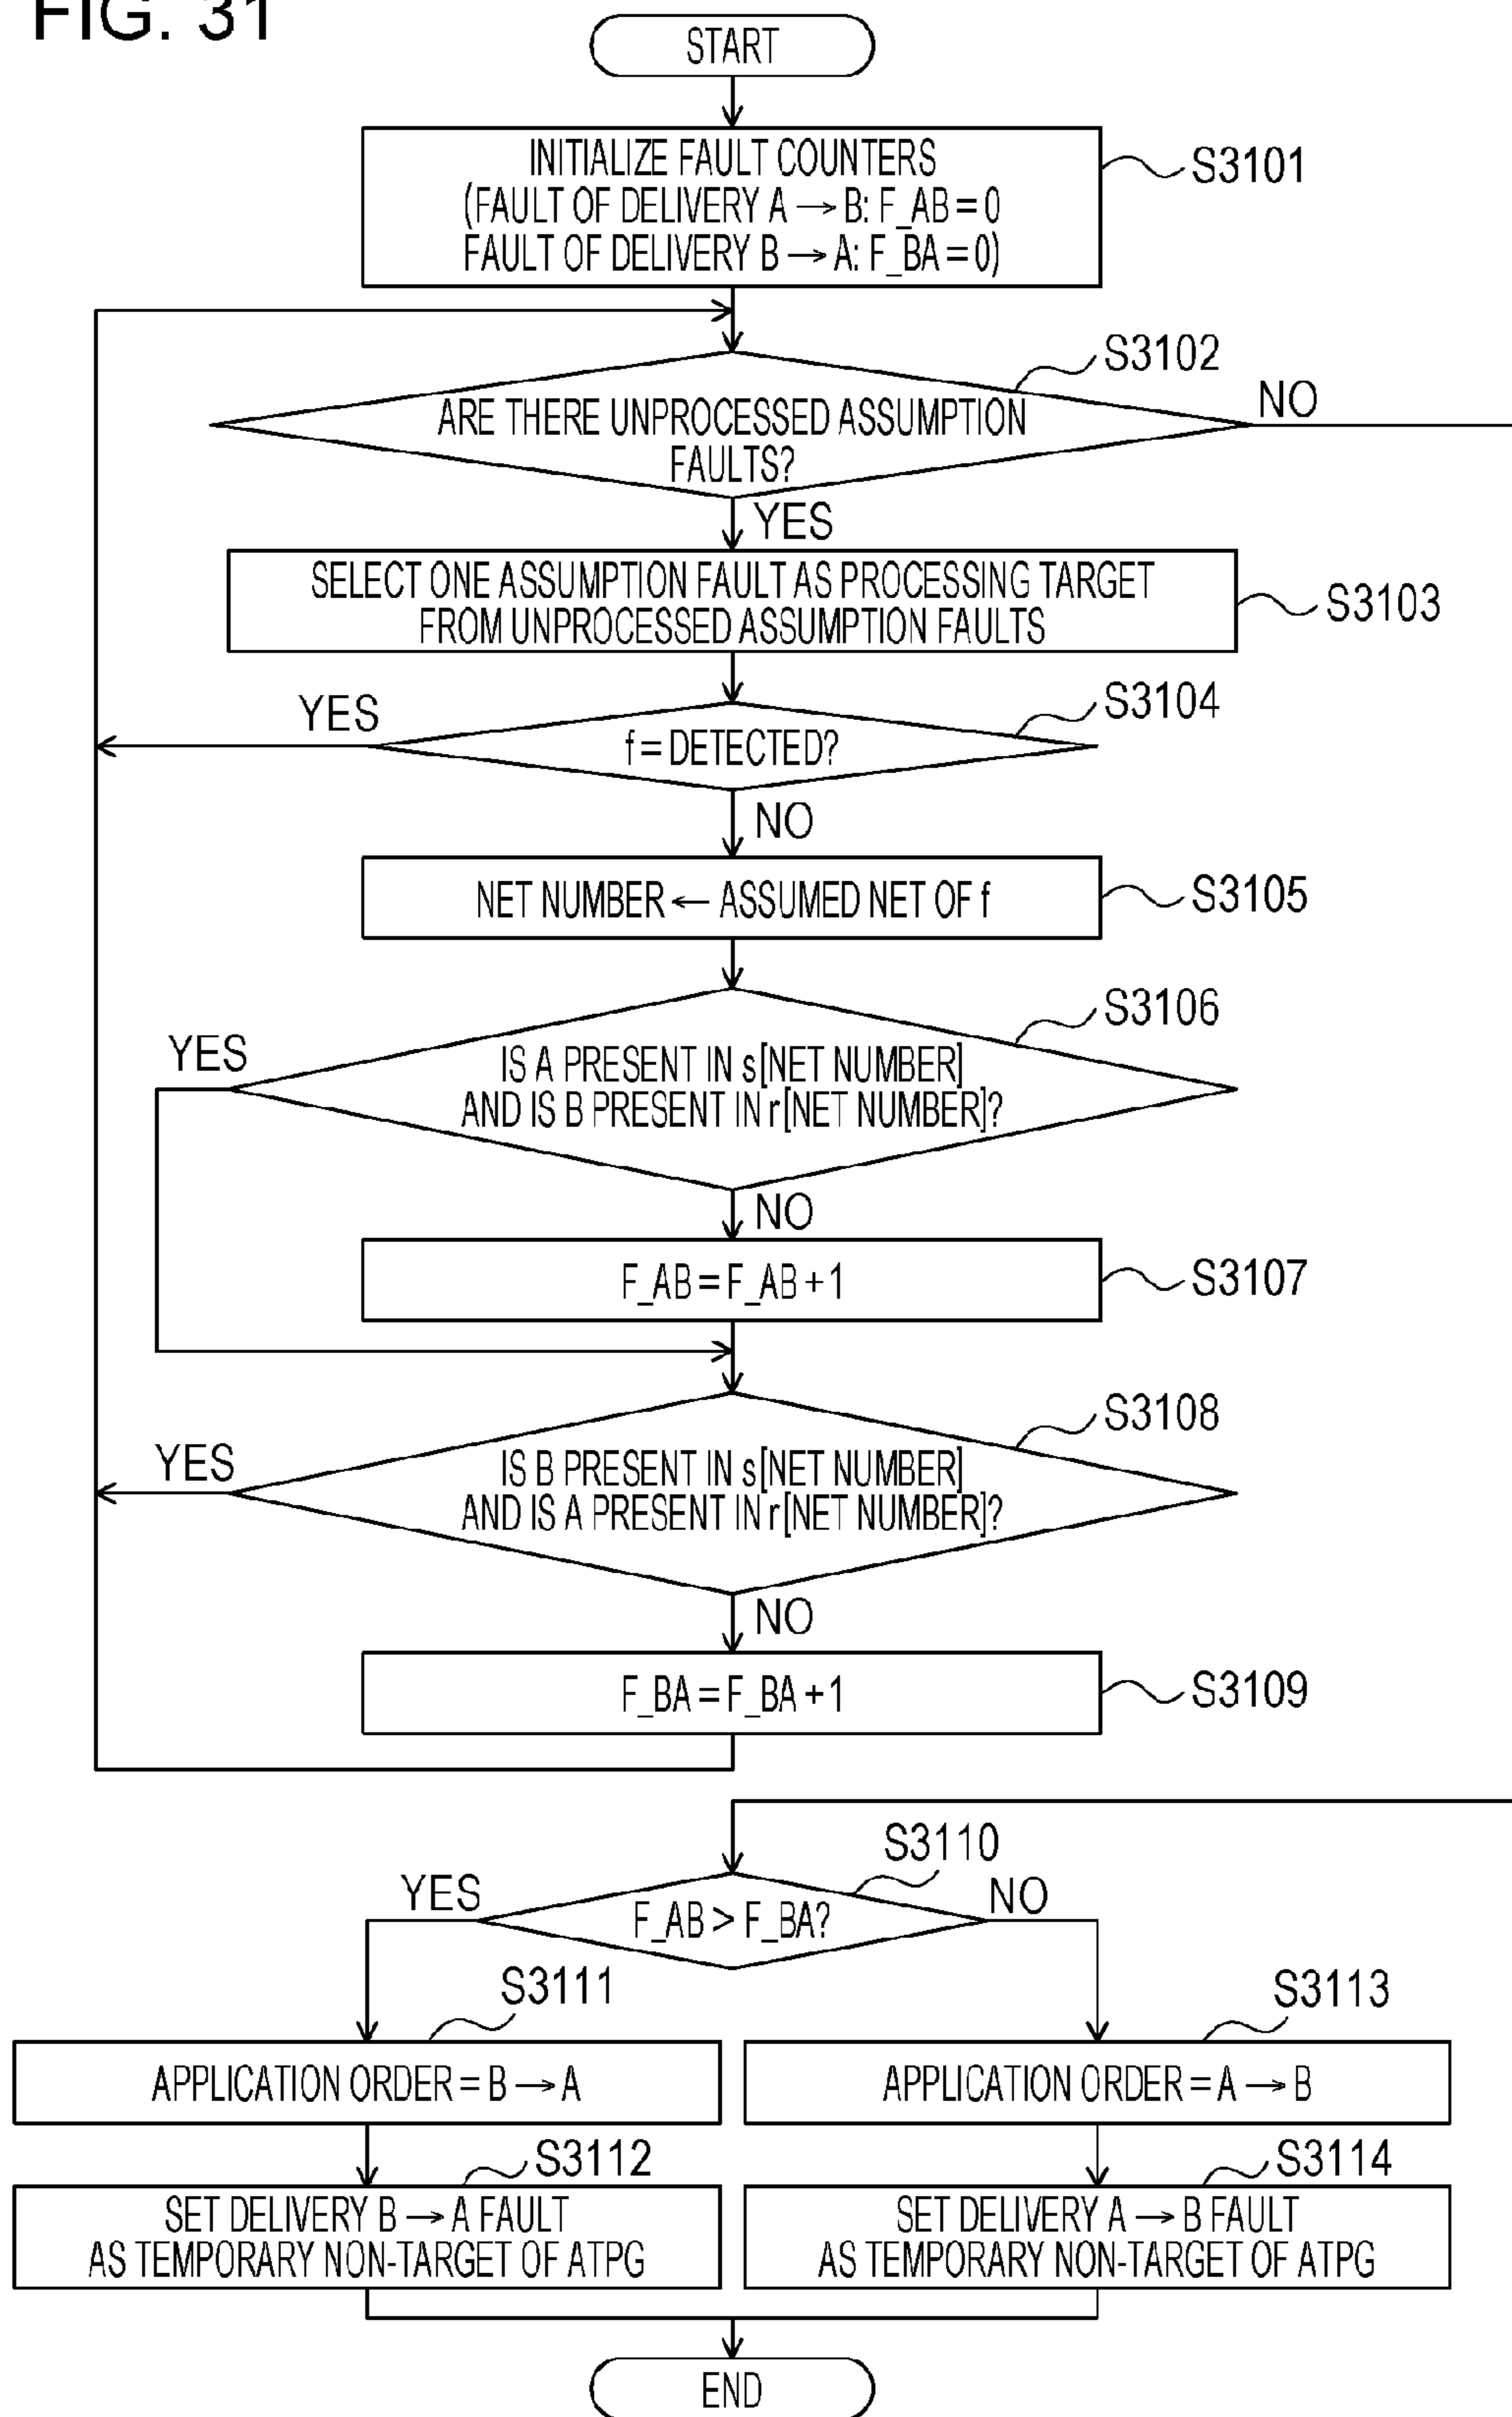 FIG. 31
START
INITIALIZE FAULT COUNTERS
(FAULT OF DELIVERY A → B: F_AB = 0
FAULT OF DELIVERY B → A: F_BA = 0)
S3101
S3102
ARE THERE UNPROCESSED ASSUMPTION
FAULTS?
NO
YES
SELECT ONE ASSUMPTION FAULT AS PROCESSING TARGET
FROM UNPROCESSED ASSUMPTION FAULTS
S3103
S3104
YES
f = DETECTED?
NO
NET NUMBER ← ASSUMED NET OF f
S3105
S3106
YES
IS A PRESENT IN s[NET NUMBER]
AND IS B PRESENT IN r[NET NUMBER]?
NO
F_AB = F_AB + 1
S3107
S3108
YES
IS B PRESENT IN s[NET NUMBER]
AND IS A PRESENT IN r[NET NUMBER]?
NO
F_BA = F_BA + 1
S3109
S3110
YES
F_AB > F_BA?
NO
S3111
S3113
APPLICATION ORDER = B → A
APPLICATION ORDER = A → B
S3112
S3114
SET DELIVERY B → A FAULT
AS TEMPORARY NON-TARGET OF ATPG
SET DELIVERY A → B FAULT
AS TEMPORARY NON-TARGET OF ATPG
END